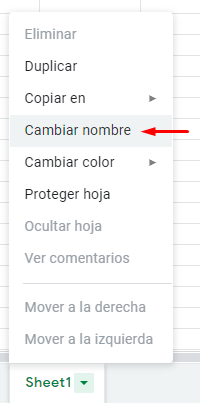 Eliminar
Duplicar
Copiar en
Cambiar nombre
Cambiar color
Proteger hoja
Ocultar hoja
Ver comentarios
Mover a la derecha
Mover a la izquierda
Sheet1